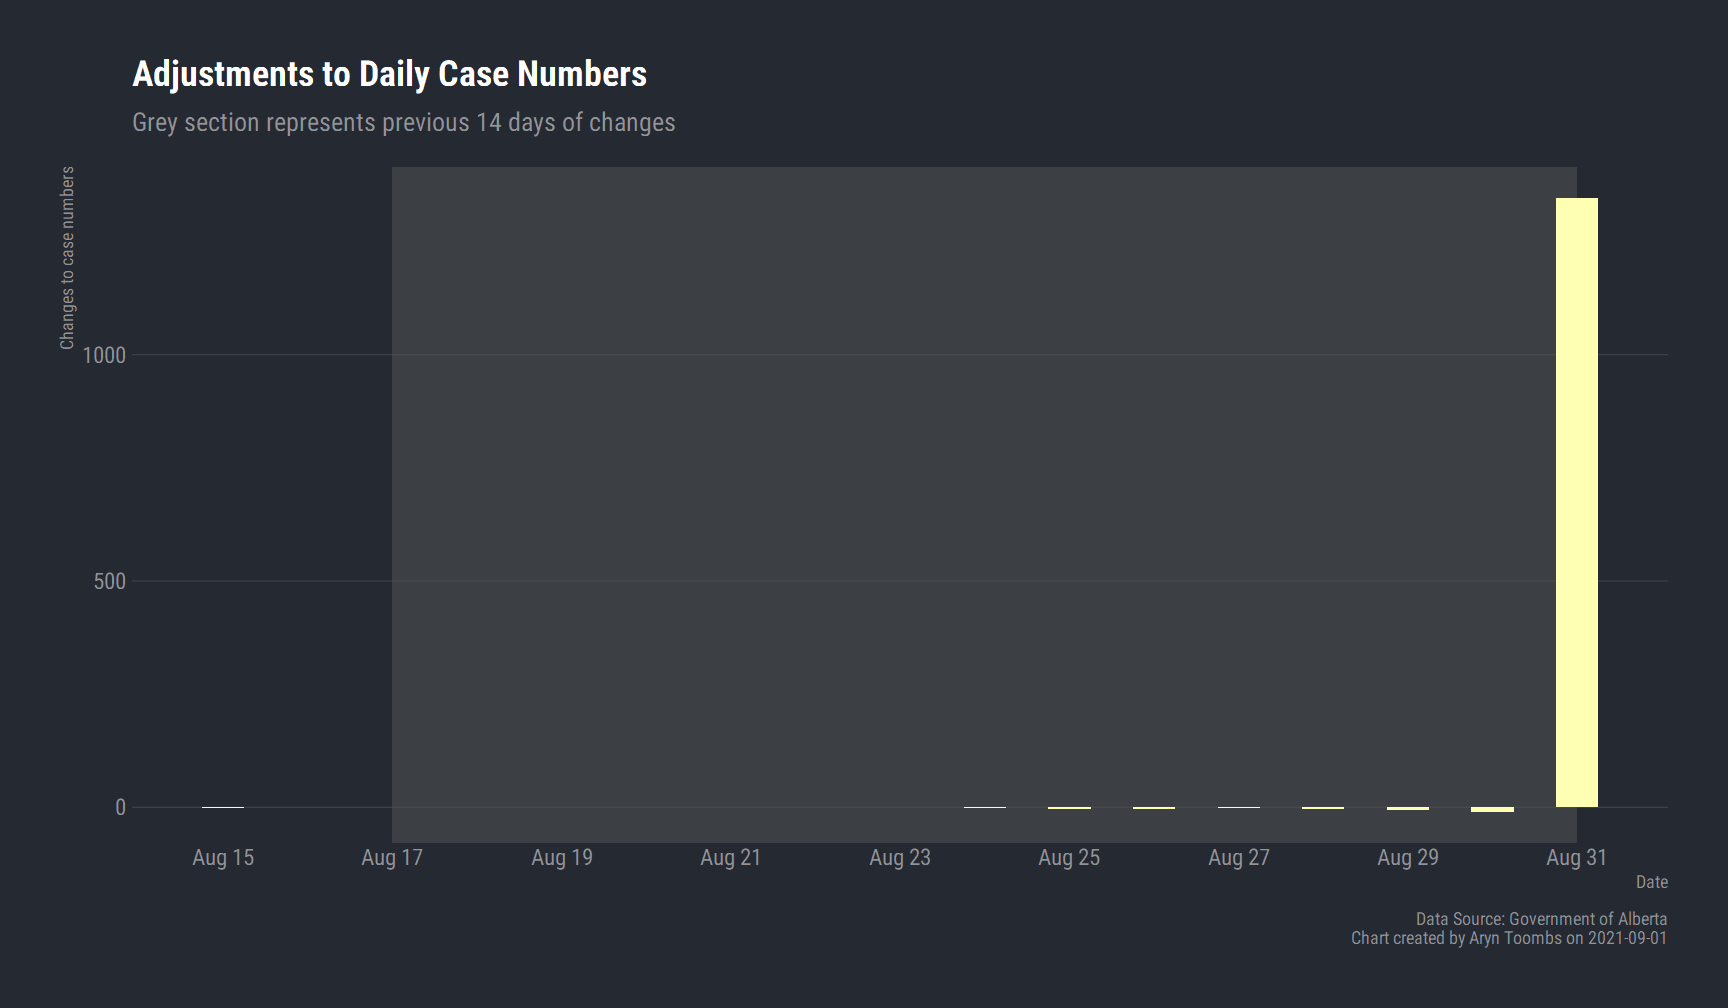 Adjustments to Daily Case Numbers
Grey section represents previous 14 days of changes
Changes to case numbers
1000
500
0
Aug 15
Aug 17
Aug 19
Aug 21
Aug 23
Aug 25
Aug 27
Aug 29
Aug 31
Date
Data Source: Government of Alberta
Chart created by Aryn Toombs on 2021-09-01